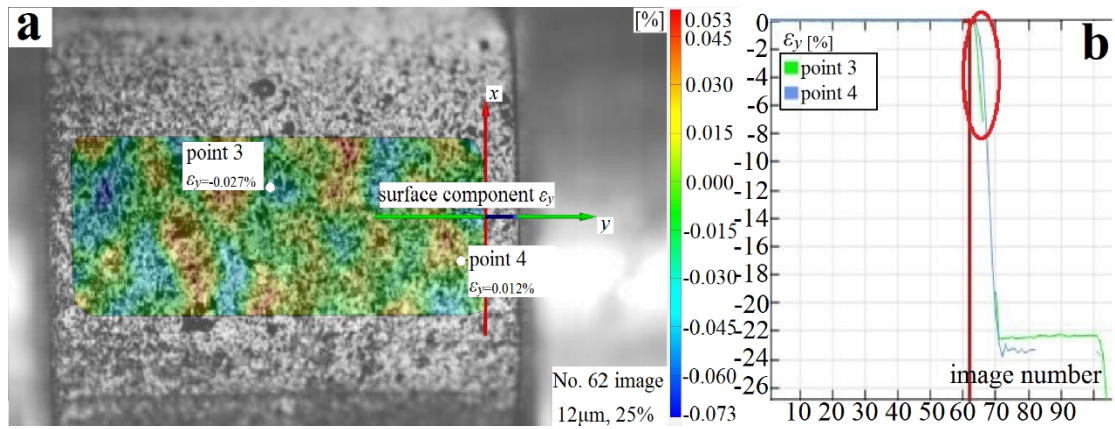 a
[%]
0.053
0.045
0.030
0.015
0.000
-0.015
-0.030
-0.045
-0.060
-0.073
x
point 3
εy=-0.027%
surface component εy
y
point 4
εy=0.012%
No. 62 image
12μm, 25%
b
εy [%]
point 3
point 4
0
-2
-4
-6
-8
-10
-12
-14
-16
-18
-20
-22
-24
-26
image number
10 20 30 40 50 60 70 80 90